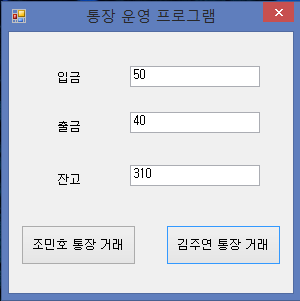 통장 운영 프로그램
입금 50
출금 40
잔고 310
조민호 통장 거래 김주연 통장 거래